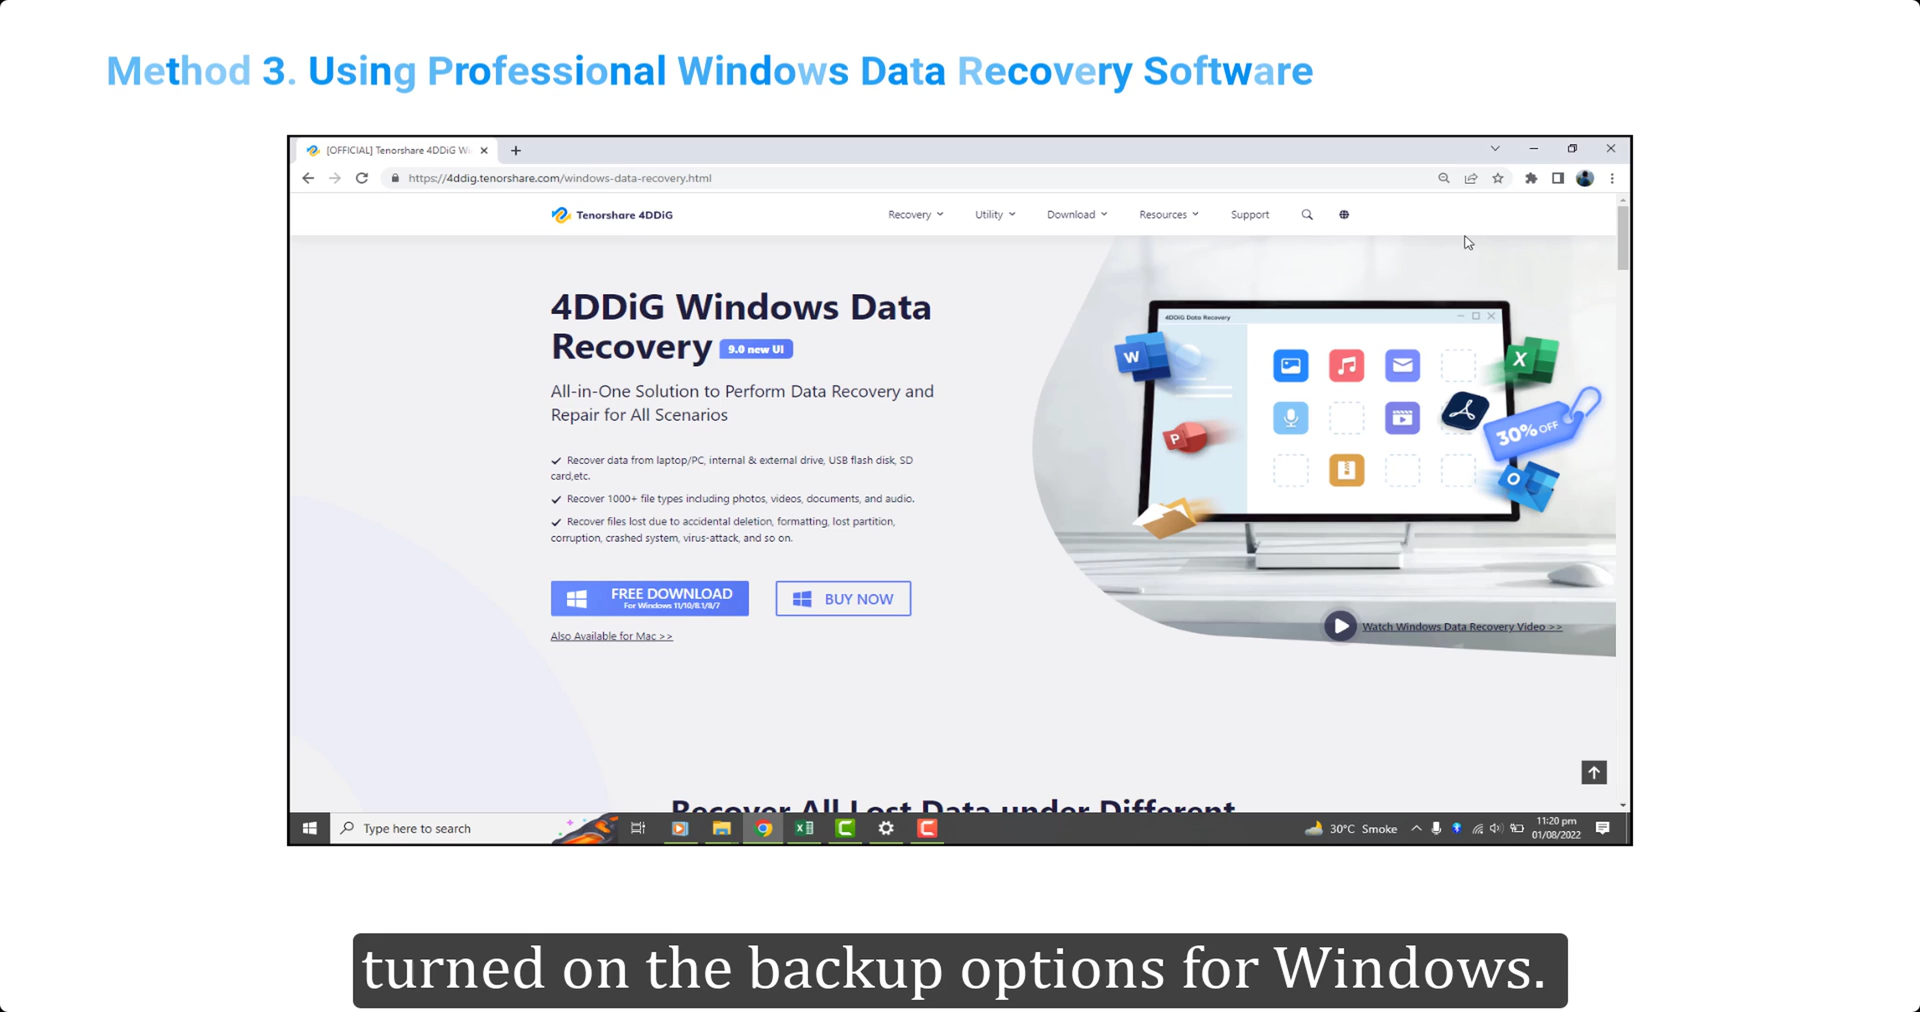 Method 3. Using Professional Windows Data Recovery Software
[OFFICIAL] Tenorshare 4DDiG Wi
https://4ddig.tenorshare.com/windows-data-recovery.html
Tenorshare 4DDiG
Recovery
Utility
Download
Resources
Support
4DDiG Windows Data
Recovery 9.0 new UI
All-in-One Solution to Perform Data Recovery and
Repair for All Scenarios
Recover data from laptop/PC, internal & external drive, USB flash disk, SD
card,etc.
Recover 1000+ file types including photos, videos, documents, and audio.
Recover files lost due to accidental deletion, formatting, lost partition,
corruption, crashed system, virus-attack, and so on.
FREE DOWNLOAD
For Windows 11/10/8.1/8/7
BUY NOW
Also Available for Mac >>
4DDiG Data Recovery
W
P
X
O
30% OFF
Watch Windows Data Recovery Video >>
Recover All Lost Data under Different
Type here to search
30°C Smoke
11:20 pm
01/08/2022
turned on the backup options for Windows.